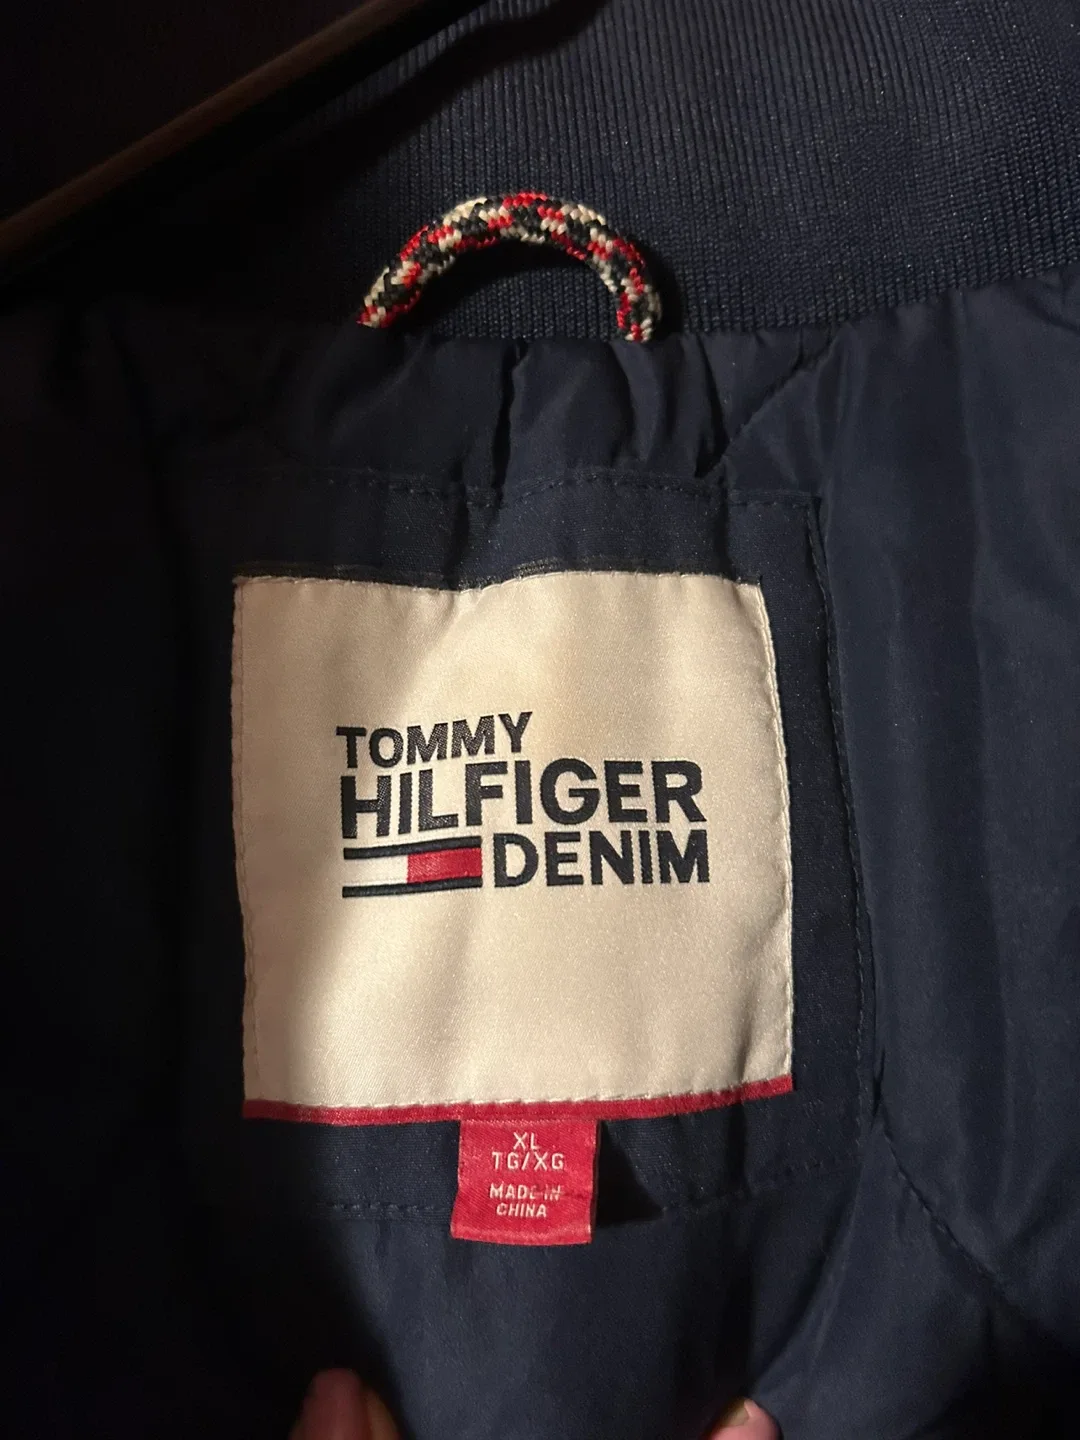 TOMMY
HILFIGER
DENIM
XL
TG/XG
MADE IN
CHINA